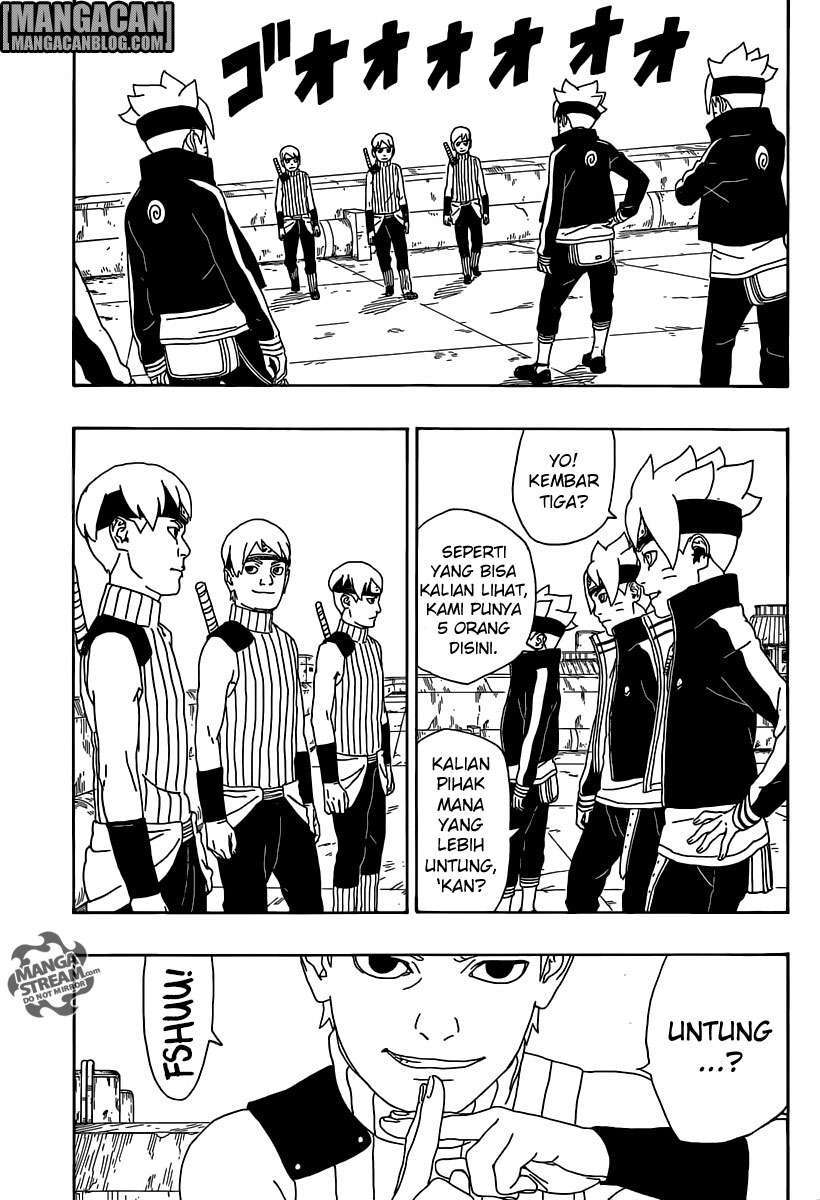 [MANGACAN]
MANGACANBLOG.COM
ゴオオオオオオ
YO!
KEMBAR
TIGA?
SEPERTI
YANG BISA
KALIAN LIHAT,
KAMI PUNYA
5 ORANG
DISINI.
KALIAN
PIHAK
MANA
YANG
LEBIH
UNTUNG,
'KAN?
UNTUNG
...?
FSHUU!
MANGA
STREAM.com
DO NOT MIRROR!